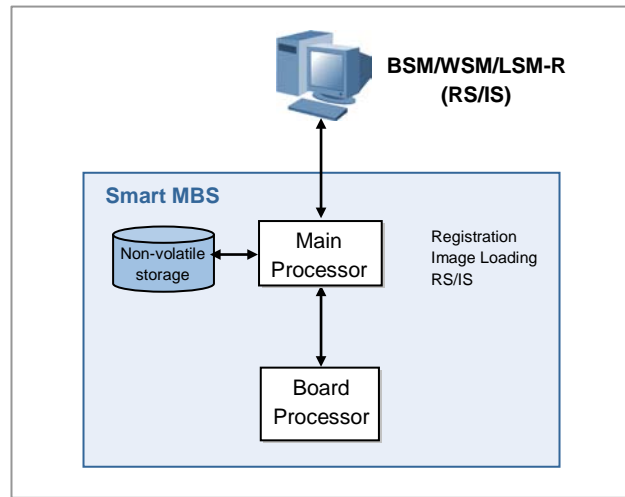 BSM/WSM/LSM-R
(RS/IS)
Smart MBS
Non-volatile
storage
Main
Processor
Registration
Image Loading
RS/IS
Board
Processor